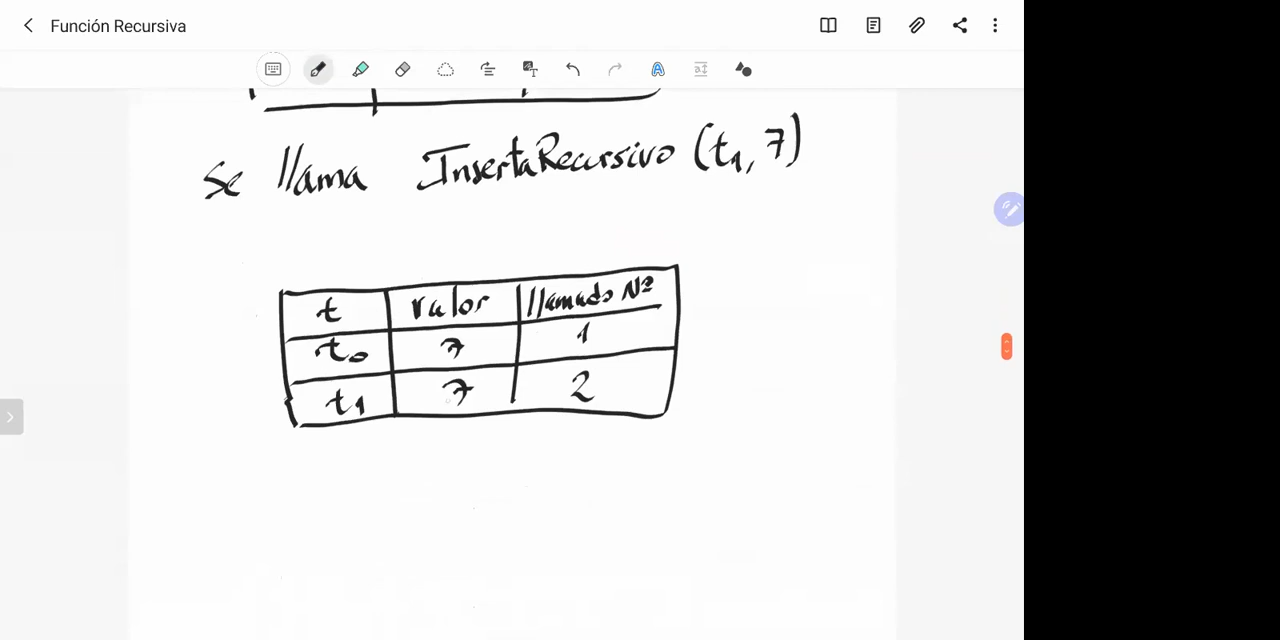 Función Recursiva
Se llama InsertaRecursivo (t1, 7)
t valor llamado Nº
t0 7 1
t1 7 2